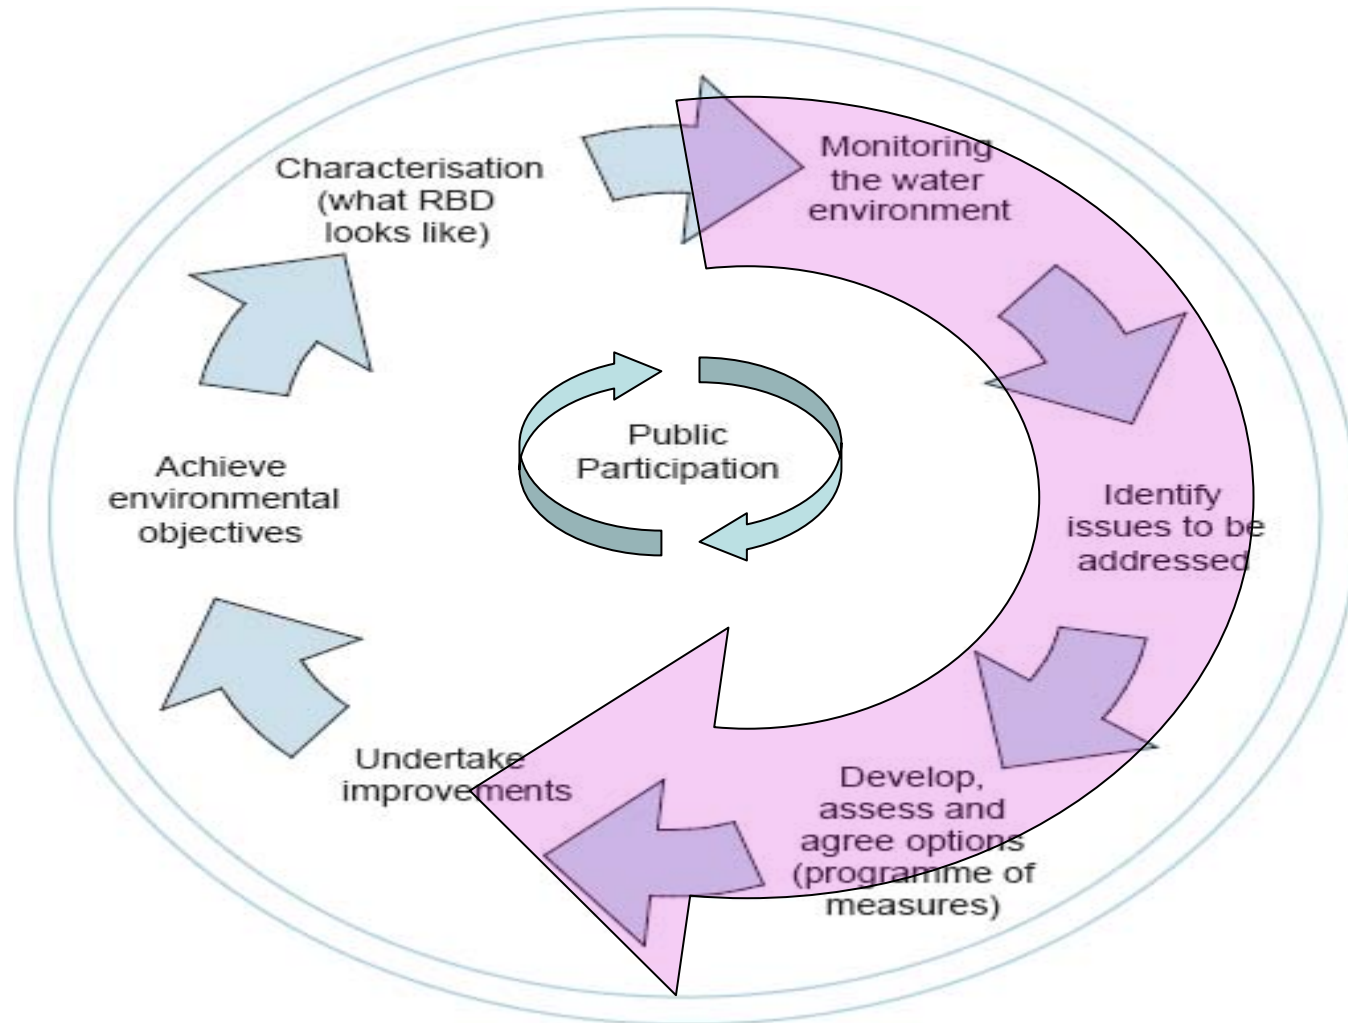 Characterisation
(what RBD
looks like)
Monitoring
the water
environment
Identify
issues to be
addressed
Develop,
assess and
agree options
(programme of
measures)
Undertake
improvements
Achieve
environmental
objectives
Public
Participation